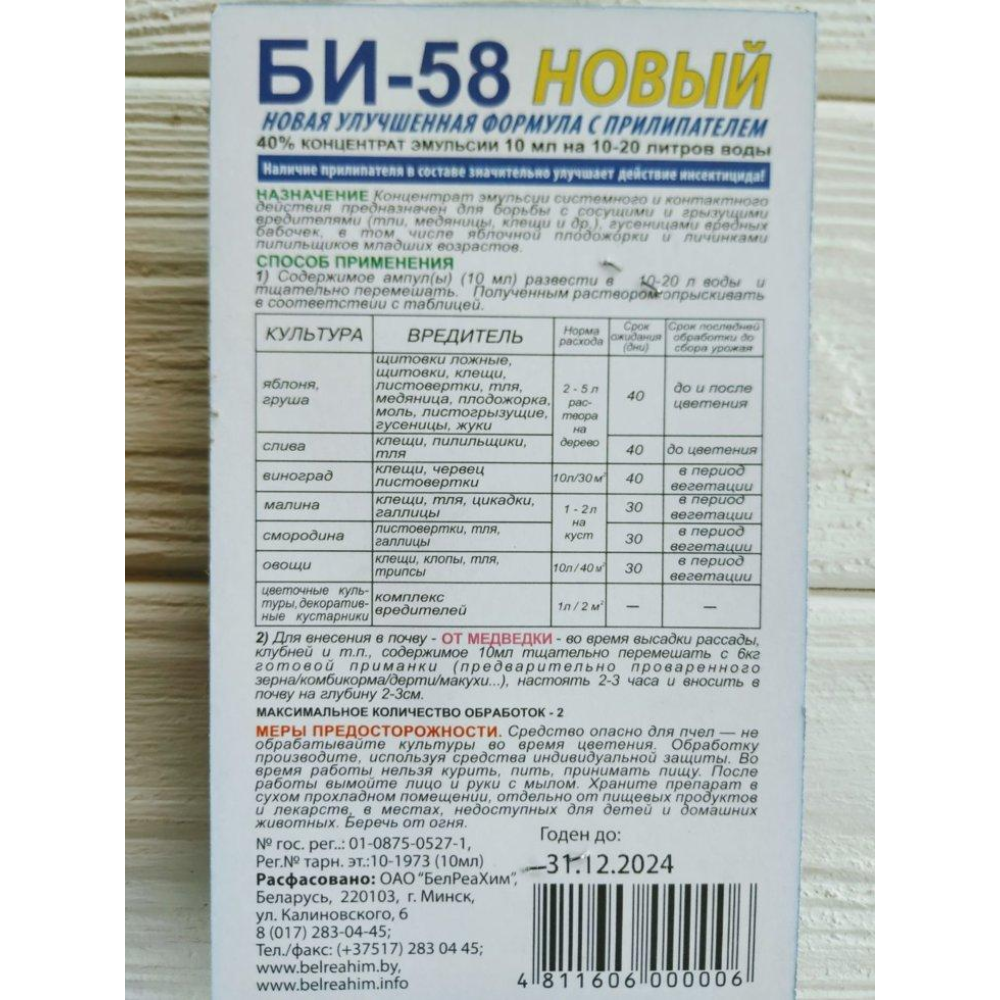 БИ-58 НОВЫЙ
НОВАЯ УЛУЧШЕННАЯ ФОРМУЛА С ПРИЛИПАТЕЛЕМ
40% КОНЦЕНТРАТ ЭМУЛЬСИИ 10 МЛ НА 10-20 ЛИТРОВ ВОДЫ
Наличие прилипателя в составе значительно улучшает действие инсектицида!
НАЗНАЧЕНИЕ Концентрат эмульсии системного и контактного
действия предназначен для борьбы с сосущими и грызущими
вредителями (тли, медяницы, клещи и др.), гусеницами вредных
бабочек, в том числе яблочной плодожорки и личинками
пилильщиков младших возрастов.
СПОСОБ ПРИМЕНЕНИЯ
1) Содержимое ампул(ы) (10 мл) развести в 10-20 л воды и
тщательно перемешать. Полученным раствором опрыскивать
в соответствии с таблицей.
КУЛЬТУРА ВРЕДИТЕЛЬ Норма расхода Срок ожидания (дни) Срок последней обработки до сбора урожая
яблоня, груша щитовки ложные, щитовки, клещи, листовертки, тля, медяница, плодожорка, моль, листогрызущие, гусеницы, жуки 2 - 5 л рас-твора на дерево 40 до и после цветения
слива клещи, пилильщики, тля 40 до цветения
виноград клещи, червец листовертки 10л/30 м² 40 в период вегетации
малина клещи, тля, цикадки, галлицы 1 - 2л на куст 30 в период вегетации
смородина листовертки, тля, галлицы 30 в период вегетации
овощи клещи, клопы, тля, трипсы 10л / 40 м² 30 в период вегетации
цветочные куль-туры,декоратив-ные кустарники комплекс вредителей 1л / 2 м² — —
2) Для внесения в почву - ОТ МЕДВЕДКИ - во время высадки рассады,
клубней и т.п., содержимое 10мл тщательно перемешать с 6кг
готовой приманки (предварительно проваренного
зерна/комбикорма/дерти/макухи...), настоять 2-3 часа и вносить в
почву на глубину 2-3см.
МАКСИМАЛЬНОЕ КОЛИЧЕСТВО ОБРАБОТОК - 2
МЕРЫ ПРЕДОСТОРОЖНОСТИ. Средство опасно для пчел — не
обрабатывайте культуры во время цветения. Обработку
производите, используя средства индивидуальной защиты. Во
время работы нельзя курить, пить, принимать пищу. После
работы вымойте лицо и руки с мылом. Храните препарат в
сухом прохладном помещении, отдельно от пищевых продуктов
и лекарств, в местах, недоступных для детей и домашних
животных. Беречь от огня.
№ гос. рег..: 01-0875-0527-1,
Рег.№ тарн. эт.:10-1973 (10мл)
Расфасовано: ОАО "БелРеаХим",
Беларусь, 220103, г. Минск,
ул. Калиновского, 6
8 (017) 283-04-45;
Тел./факс: (+37517) 283 04 45;
www.belreahim.by,
www.belreahim.info
Годен до:
31.12.2024
4 811606 000006